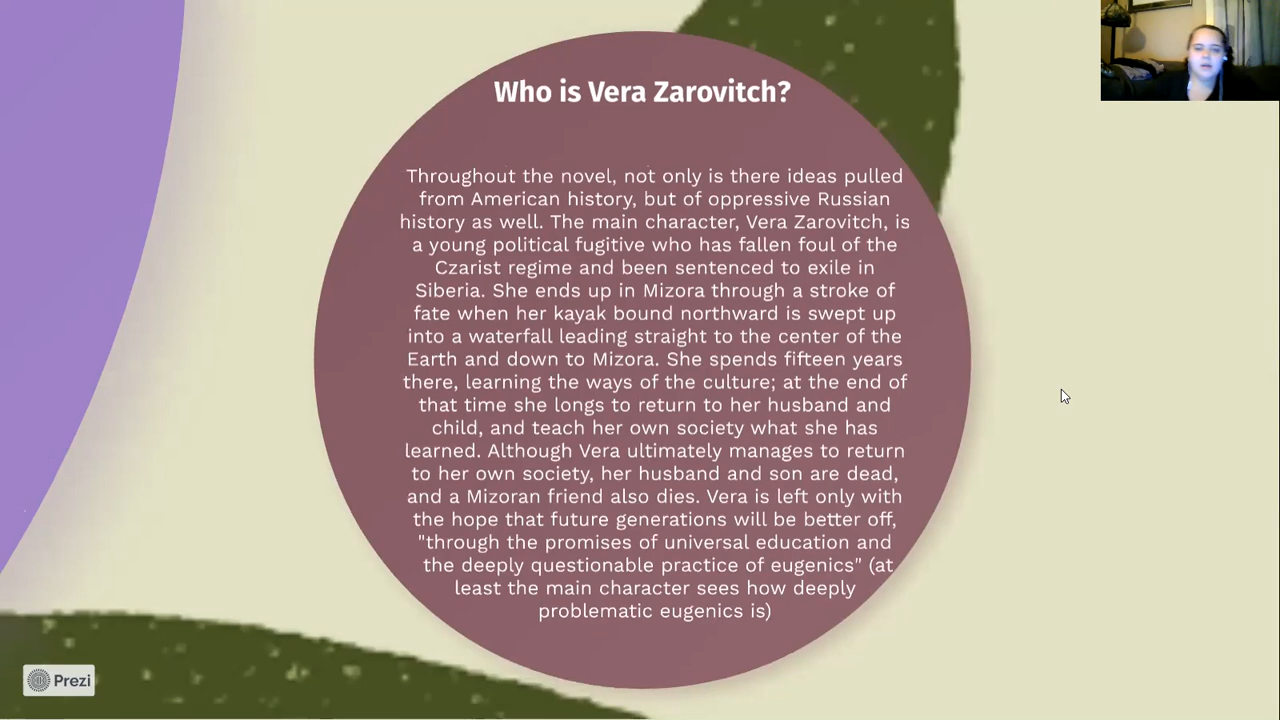 Who is Vera Zarovitch?
Throughout the novel, not only is there ideas pulled
from American history, but of oppressive Russian
history as well. The main character, Vera Zarovitch, is
a young political fugitive who has fallen foul of the
Czarist regime and been sentenced to exile in
Siberia. She ends up in Mizora through a stroke of
fate when her kayak bound northward is swept up
into a waterfall leading straight to the center of the
Earth and down to Mizora. She spends fifteen years
there, learning the ways of the culture; at the end of
that time she longs to return to her husband and
child, and teach her own society what she has
learned. Although Vera ultimately manages to return
to her own society, her husband and son are dead,
and a Mizoran friend also dies. Vera is left only with
the hope that future generations will be better off,
"through the promises of universal education and
the deeply questionable practice of eugenics" (at
least the main character sees how deeply
problematic eugenics is)
Prezi